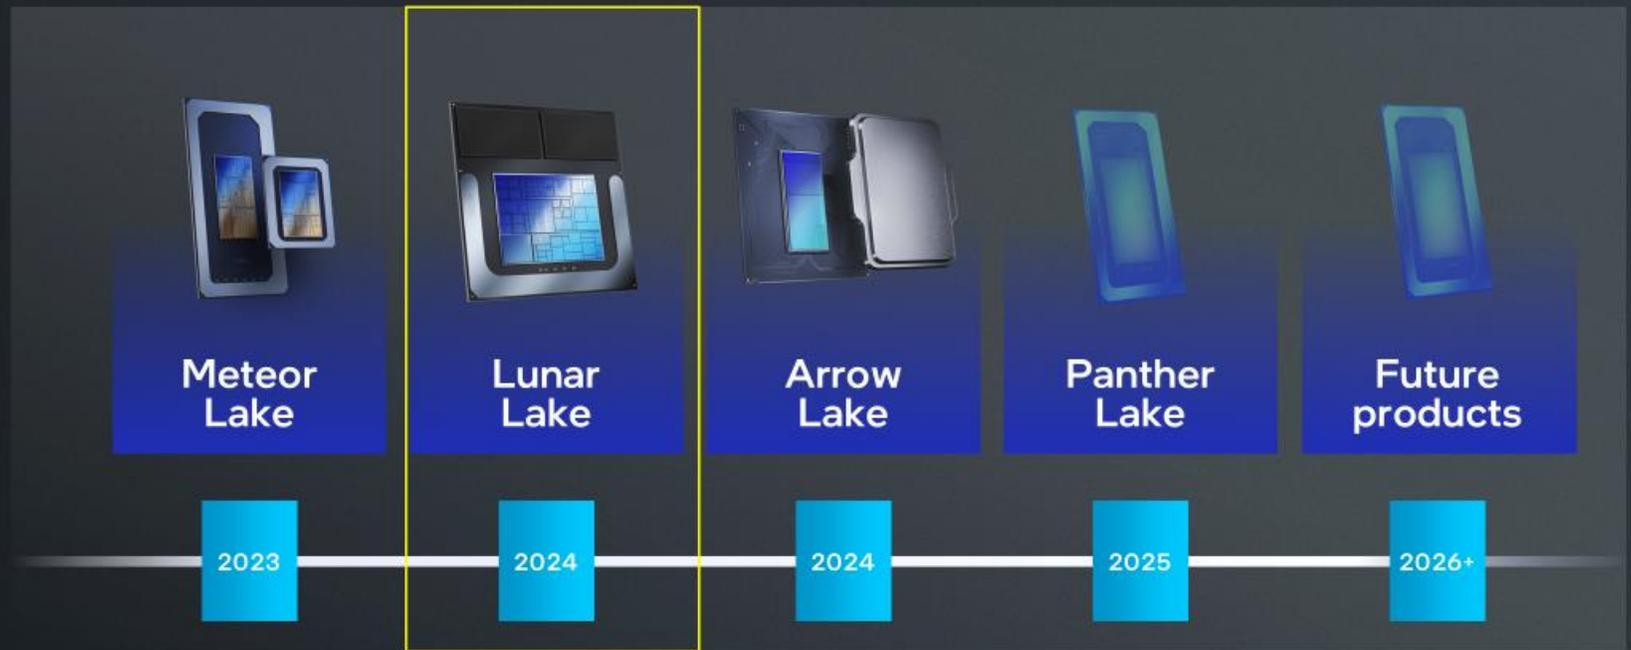 Meteor
Lake
Lunar
Lake
Arrow
Lake
Panther
Lake
Future
products
2023
2024
2024
2025
2026+